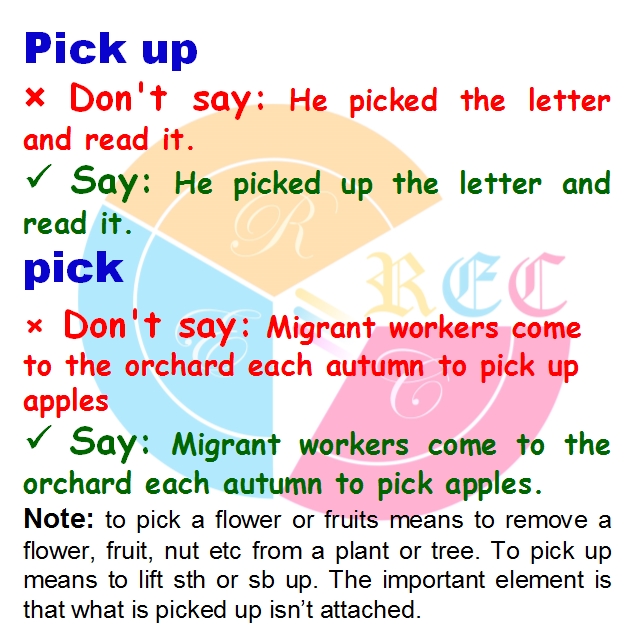 Pick up
× Don't say: He picked the letter
and read it.
✓ Say: He picked up the letter and
read it.
pick
× Don't say: Migrant workers come
to the orchard each autumn to pick up
apples
✓ Say: Migrant workers come to the
orchard each autumn to pick apples.
Note: to pick a flower or fruits means to remove a
flower, fruit, nut etc from a plant or tree. To pick up
means to lift sth or sb up. The important element is
that what is picked up isn’t attached.
R
REC
E
C